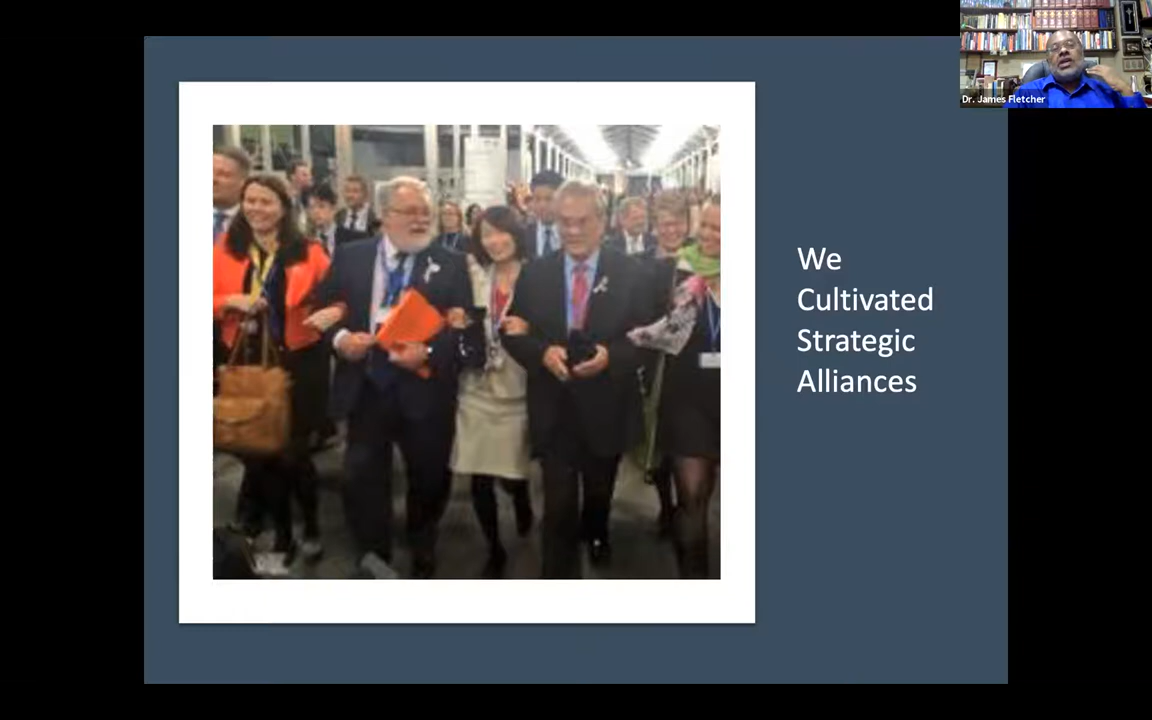 Dr. James Fletcher
We
Cultivated
Strategic
Alliances